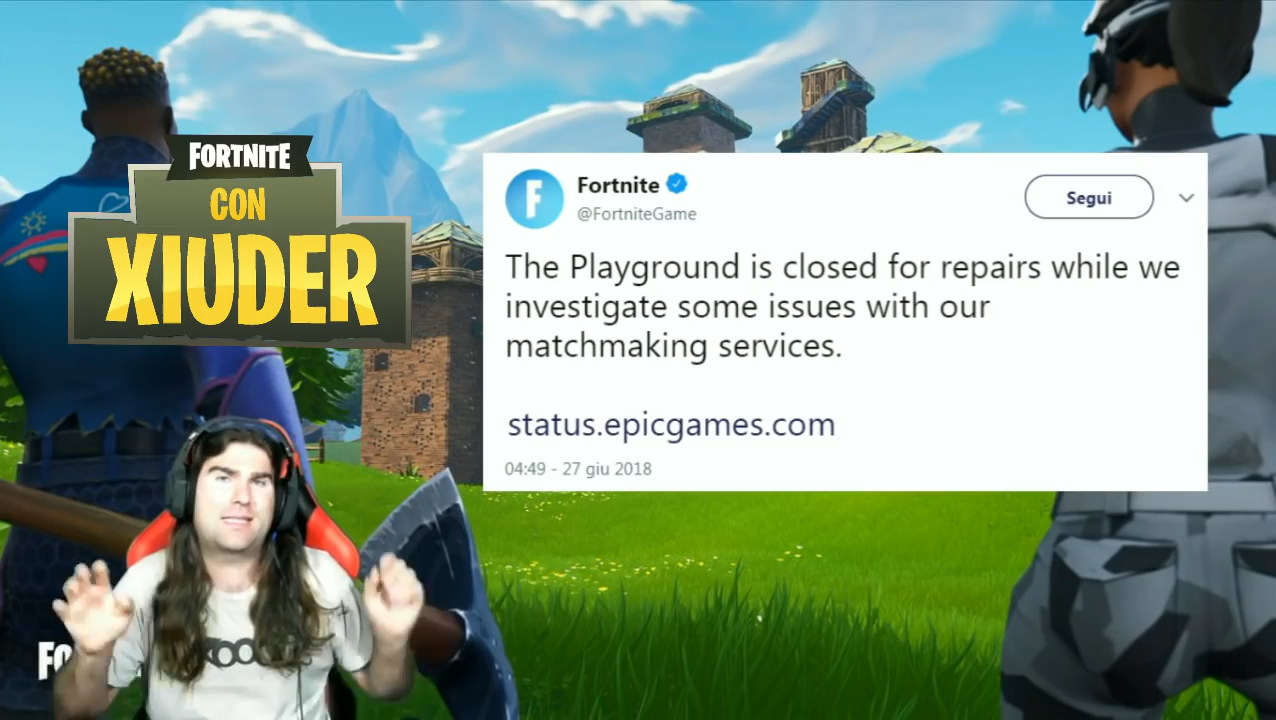 FORTNITE
CON
XIUDER
Fortnite
@FortniteGame
Segui
The Playground is closed for repairs while we
investigate some issues with our
matchmaking services.
status.epicgames.com
04:49 - 27 giu 2018